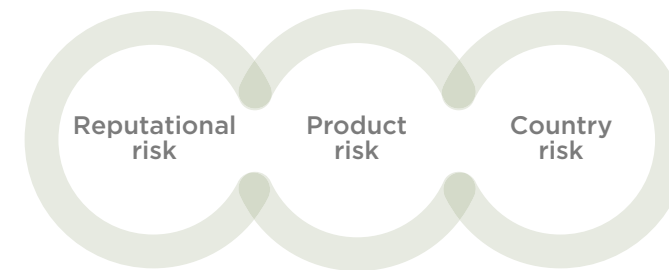 Reputational
risk
Product
risk
Country
risk